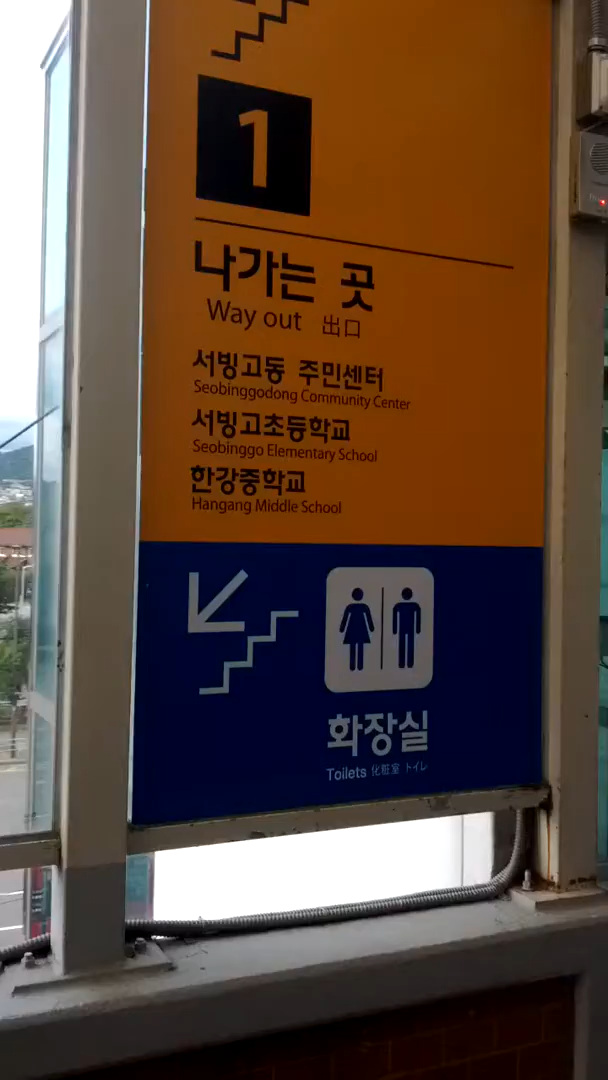 1
나가는 곳
Way out 出口
서빙고동 주민센터
Seobinggodong Community Center
서빙고초등학교
Seobinggo Elementary School
한강중학교
Hangang Middle School
화장실
Toilets 化粧室 トイレ